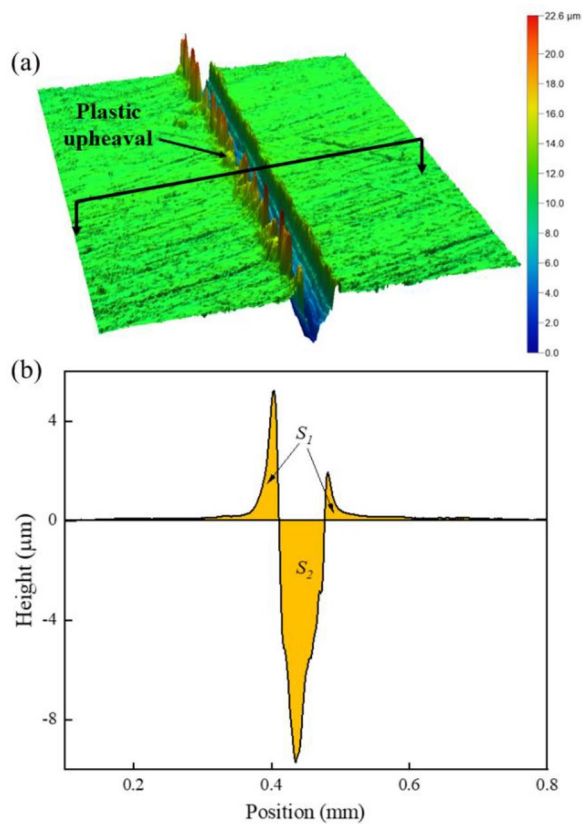 (a)
Plastic
upheaval
22.6 µm
20.0
18.0
16.0
14.0
12.0
10.0
8.0
6.0
4.0
2.0
0.0
(b)
4
0
-4
-8
Height (µm)
S1
S2
0.2
0.4
0.6
0.8
Position (mm)